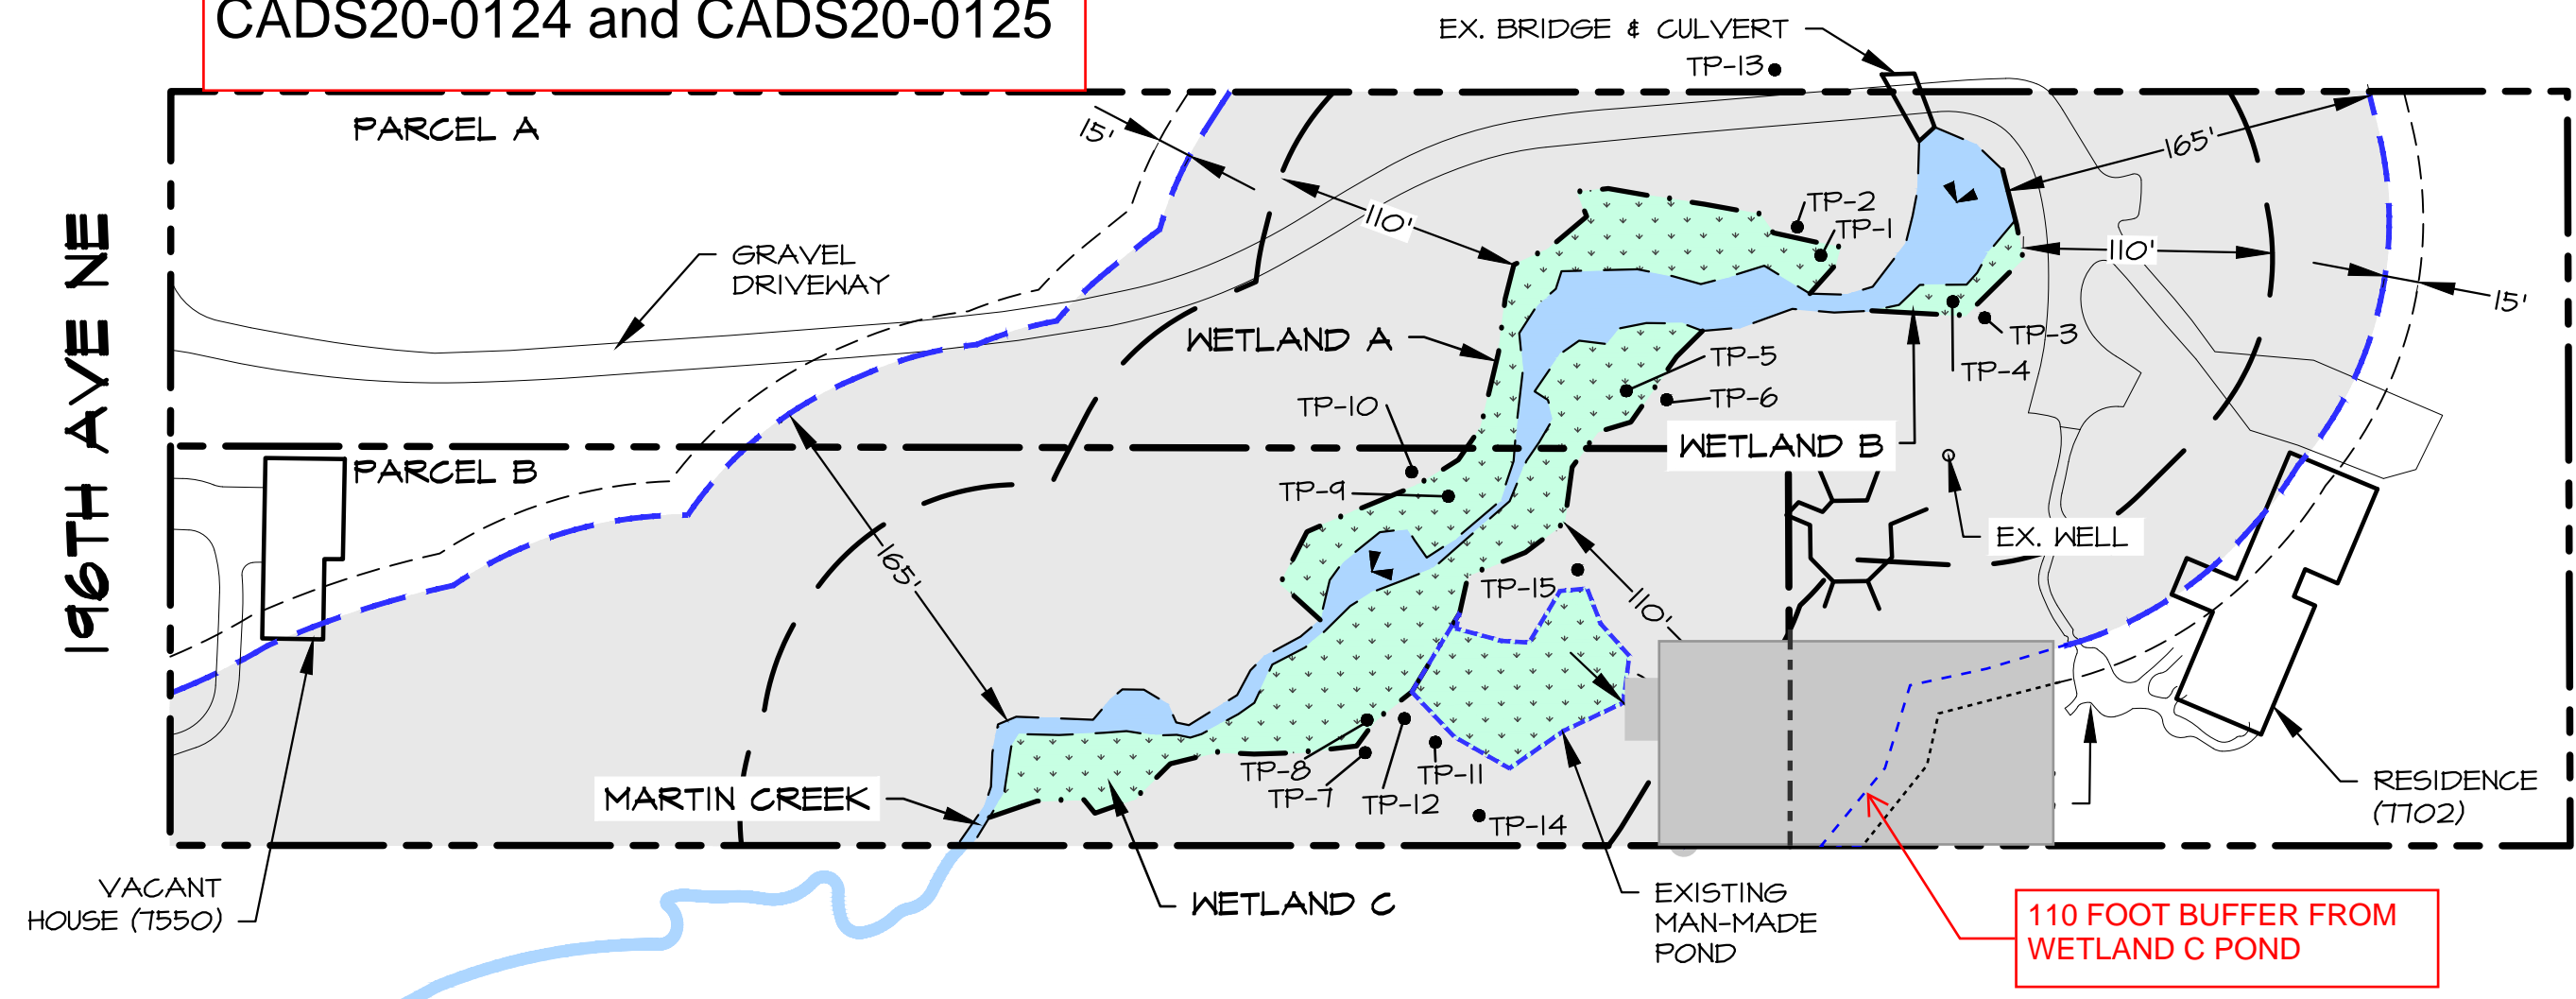 CADS20-0124 and CADS20-0125
EX. BRIDGE & CULVERT
TP-13
PARCEL A
15'
165'
110'
TP-2
TP-1
GRAVEL
DRIVEWAY
110'
15'
196TH AVE NE
WETLAND A
TP-3
TP-5
TP-4
TP-6
TP-10
WETLAND B
PARCEL B
TP-9
EX. WELL
165'
TP-15
110'
TP-8
TP-11
TP-7
TP-12
MARTIN CREEK
TP-14
RESIDENCE
(7702)
VACANT
HOUSE (7550)
WETLAND C
EXISTING
MAN-MADE
POND
110 FOOT BUFFER FROM
WETLAND C POND